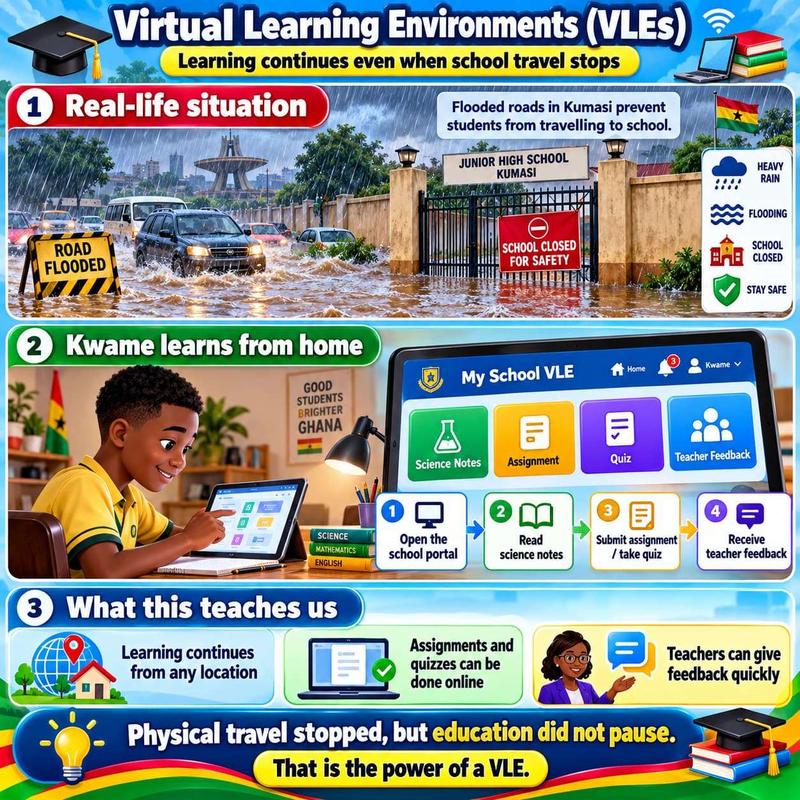 Virtual Learning Environments (VLEs)
Learning continues even when school travel stops
1 Real-life situation
Flooded roads in Kumasi prevent
students from travelling to school.
JUNIOR HIGH SCHOOL
KUMASI
ROAD
FLOODED
SCHOOL CLOSED
FOR SAFETY
HEAVY
RAIN
FLOODING
SCHOOL
CLOSED
STAY SAFE
2 Kwame learns from home
GOOD
STUDENTS
BRIGHTER
GHANA
SCIENCE
MATHEMATICS
ENGLISH
My School VLE
Home
3
Kwame
Science Notes
Assignment
Quiz
Teacher Feedback
1
Open the
school portal
2
Read
science notes
3
Submit assignment
/ take quiz
4
Receive
teacher feedback
3 What this teaches us
Learning continues
from any location
Assignments and
quizzes can be
done online
Teachers can give
feedback quickly
Physical travel stopped, but education did not pause.
That is the power of a VLE.